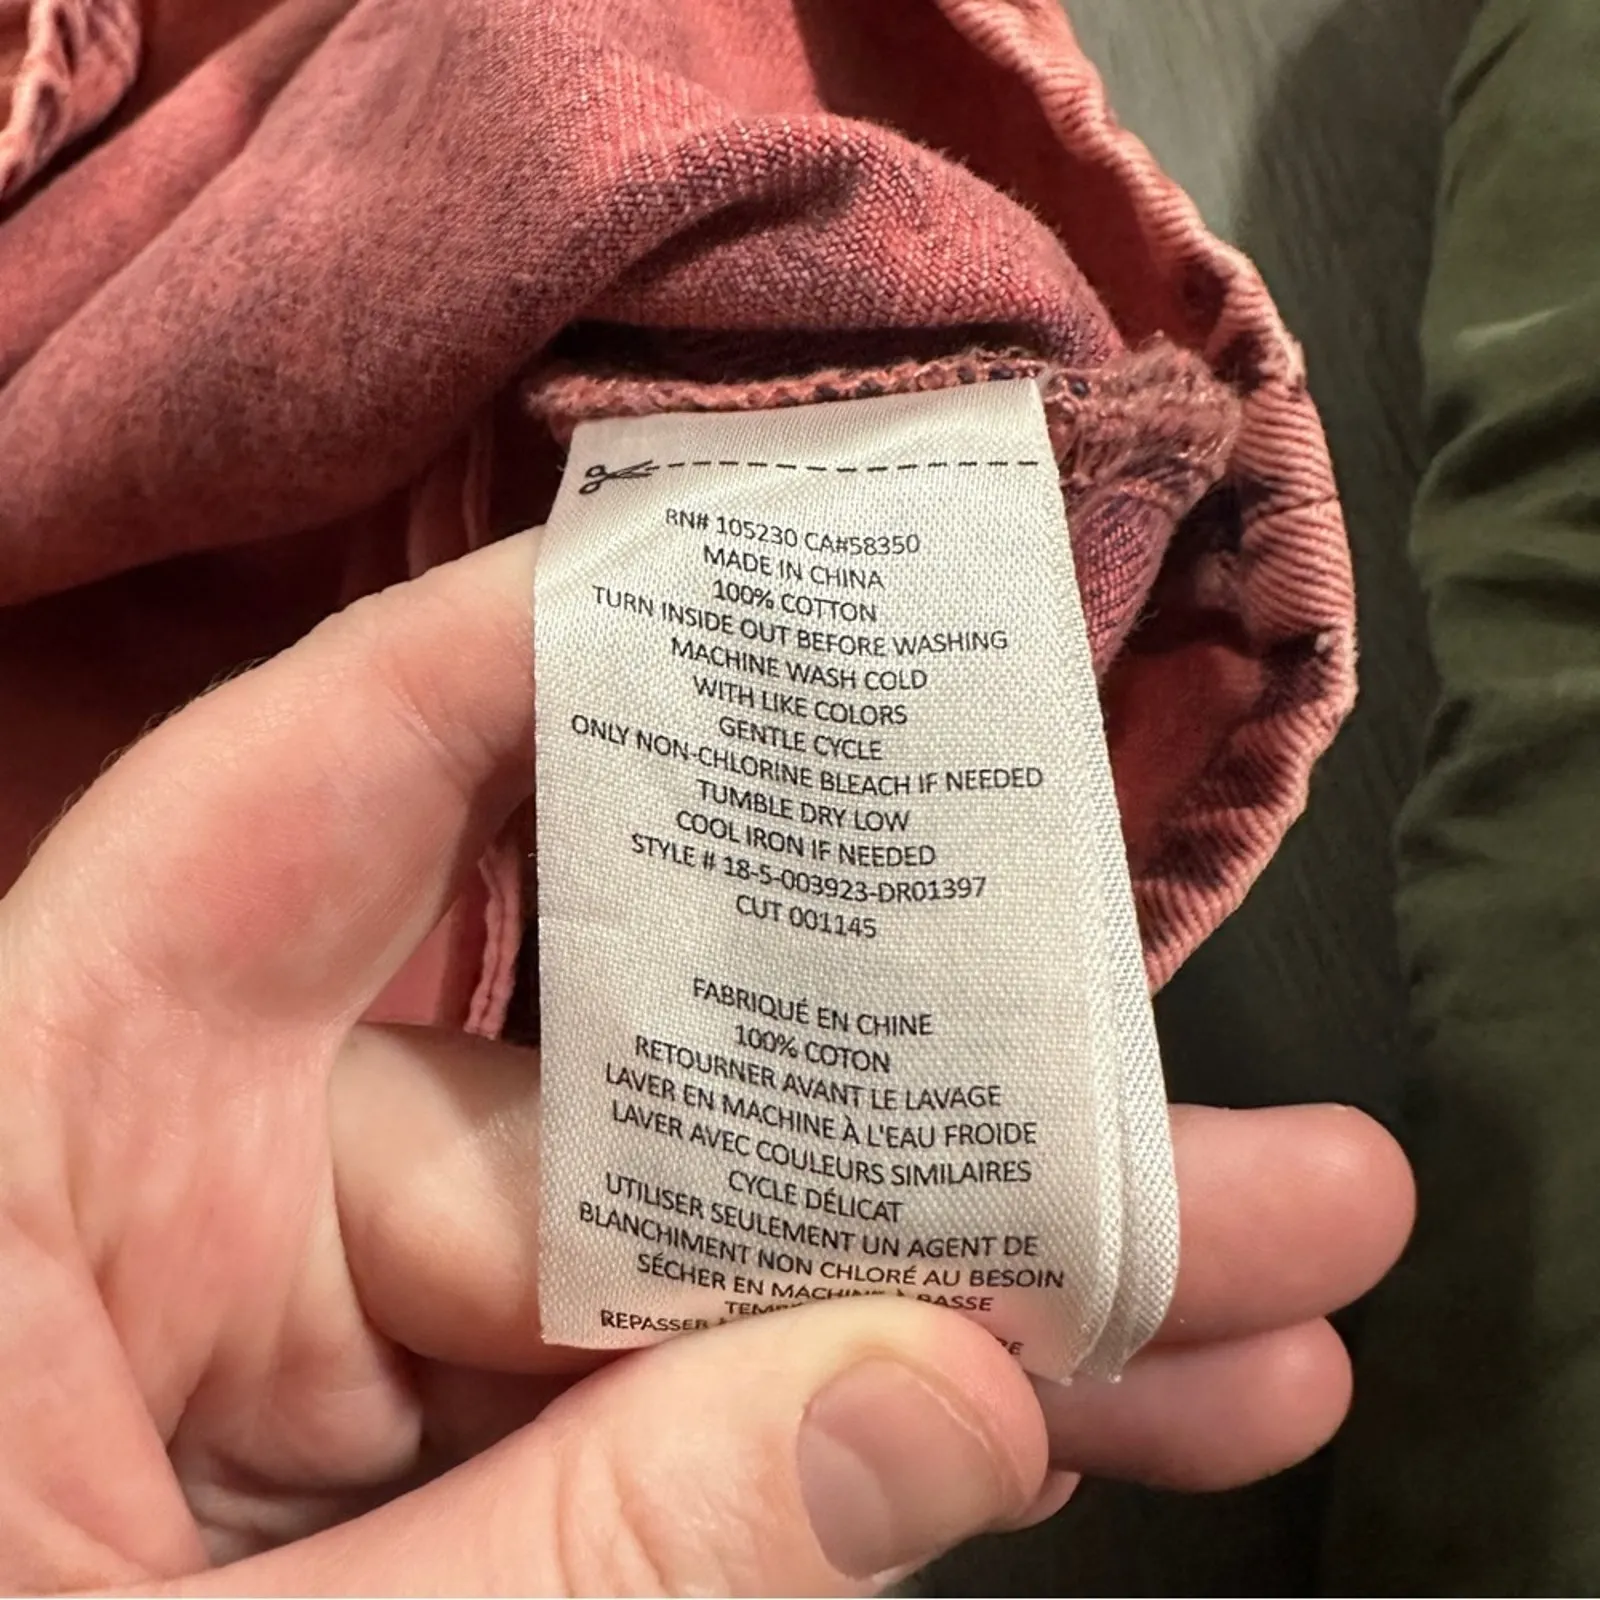 RN# 105230 CA#58350
MADE IN CHINA
100% COTTON
TURN INSIDE OUT BEFORE WASHING
MACHINE WASH COLD
WITH LIKE COLORS
GENTLE CYCLE
ONLY NON-CHLORINE BLEACH IF NEEDED
TUMBLE DRY LOW
COOL IRON IF NEEDED
STYLE # 18-5-003923-DR01397
CUT 001145
FABRIQUÉ EN CHINE
100% COTON
RETOURNER AVANT LE LAVAGE
LAVER EN MACHINE À L'EAU FROIDE
LAVER AVEC COULEURS SIMILAIRES
CYCLE DÉLICAT
UTILISER SEULEMENT UN AGENT DE
BLANCHIMENT NON CHLORÉ AU BESOIN
SÉCHER EN MACHINE À BASSE
REPASSER